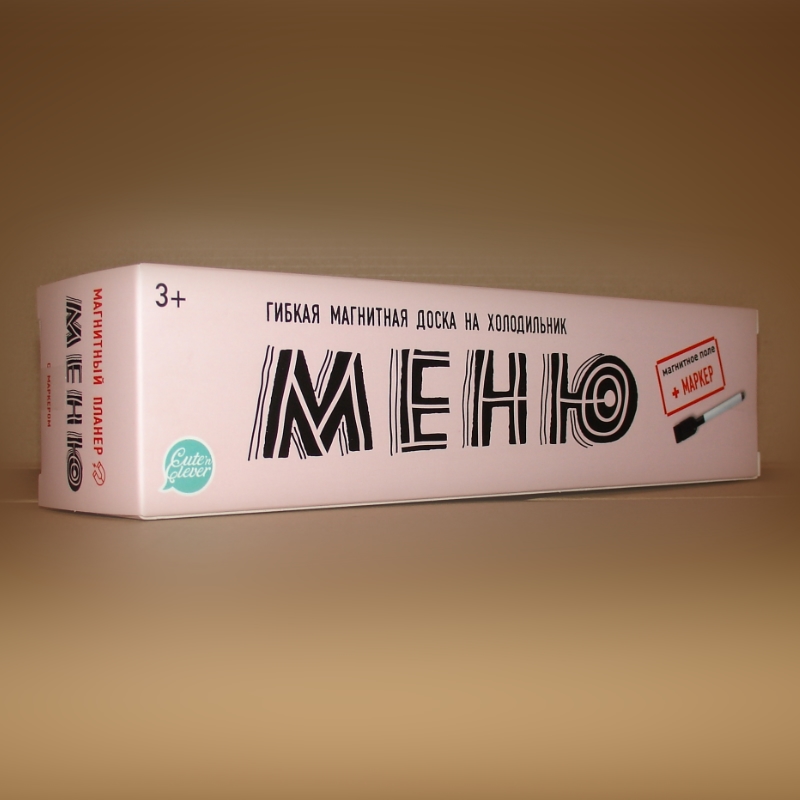 МАГНИТНЫЙ ПЛАНЕР
МЕНЮ
С МАРКЕРОМ
3+
ГИБКАЯ МАГНИТНАЯ ДОСКА НА ХОЛОДИЛЬНИК
МЕНЮ
магнитное поле
+ МАРКЕР
Cute'n
clever